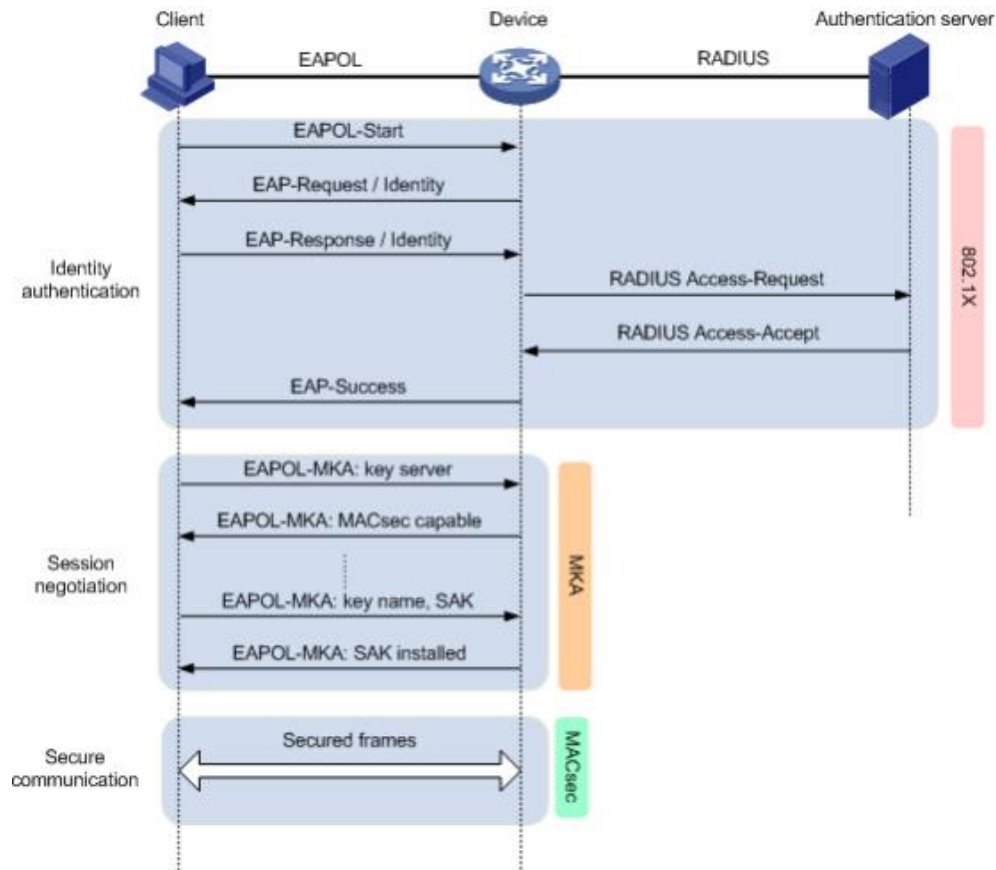 Client
Device
Authentication server
EAPOL
RADIUS
EAPOL-Start
EAP-Request / Identity
EAP-Response / Identity
Identity
authentication
RADIUS Access-Request
802.1X
RADIUS Access-Accept
EAP-Success
EAPOL-MKA: key server
EAPOL-MKA: MACsec capable
Session
negotiation
MKA
EAPOL-MKA: key name, SAK
EAPOL-MKA: SAK installed
Secured frames
Secure
communication
MACsec